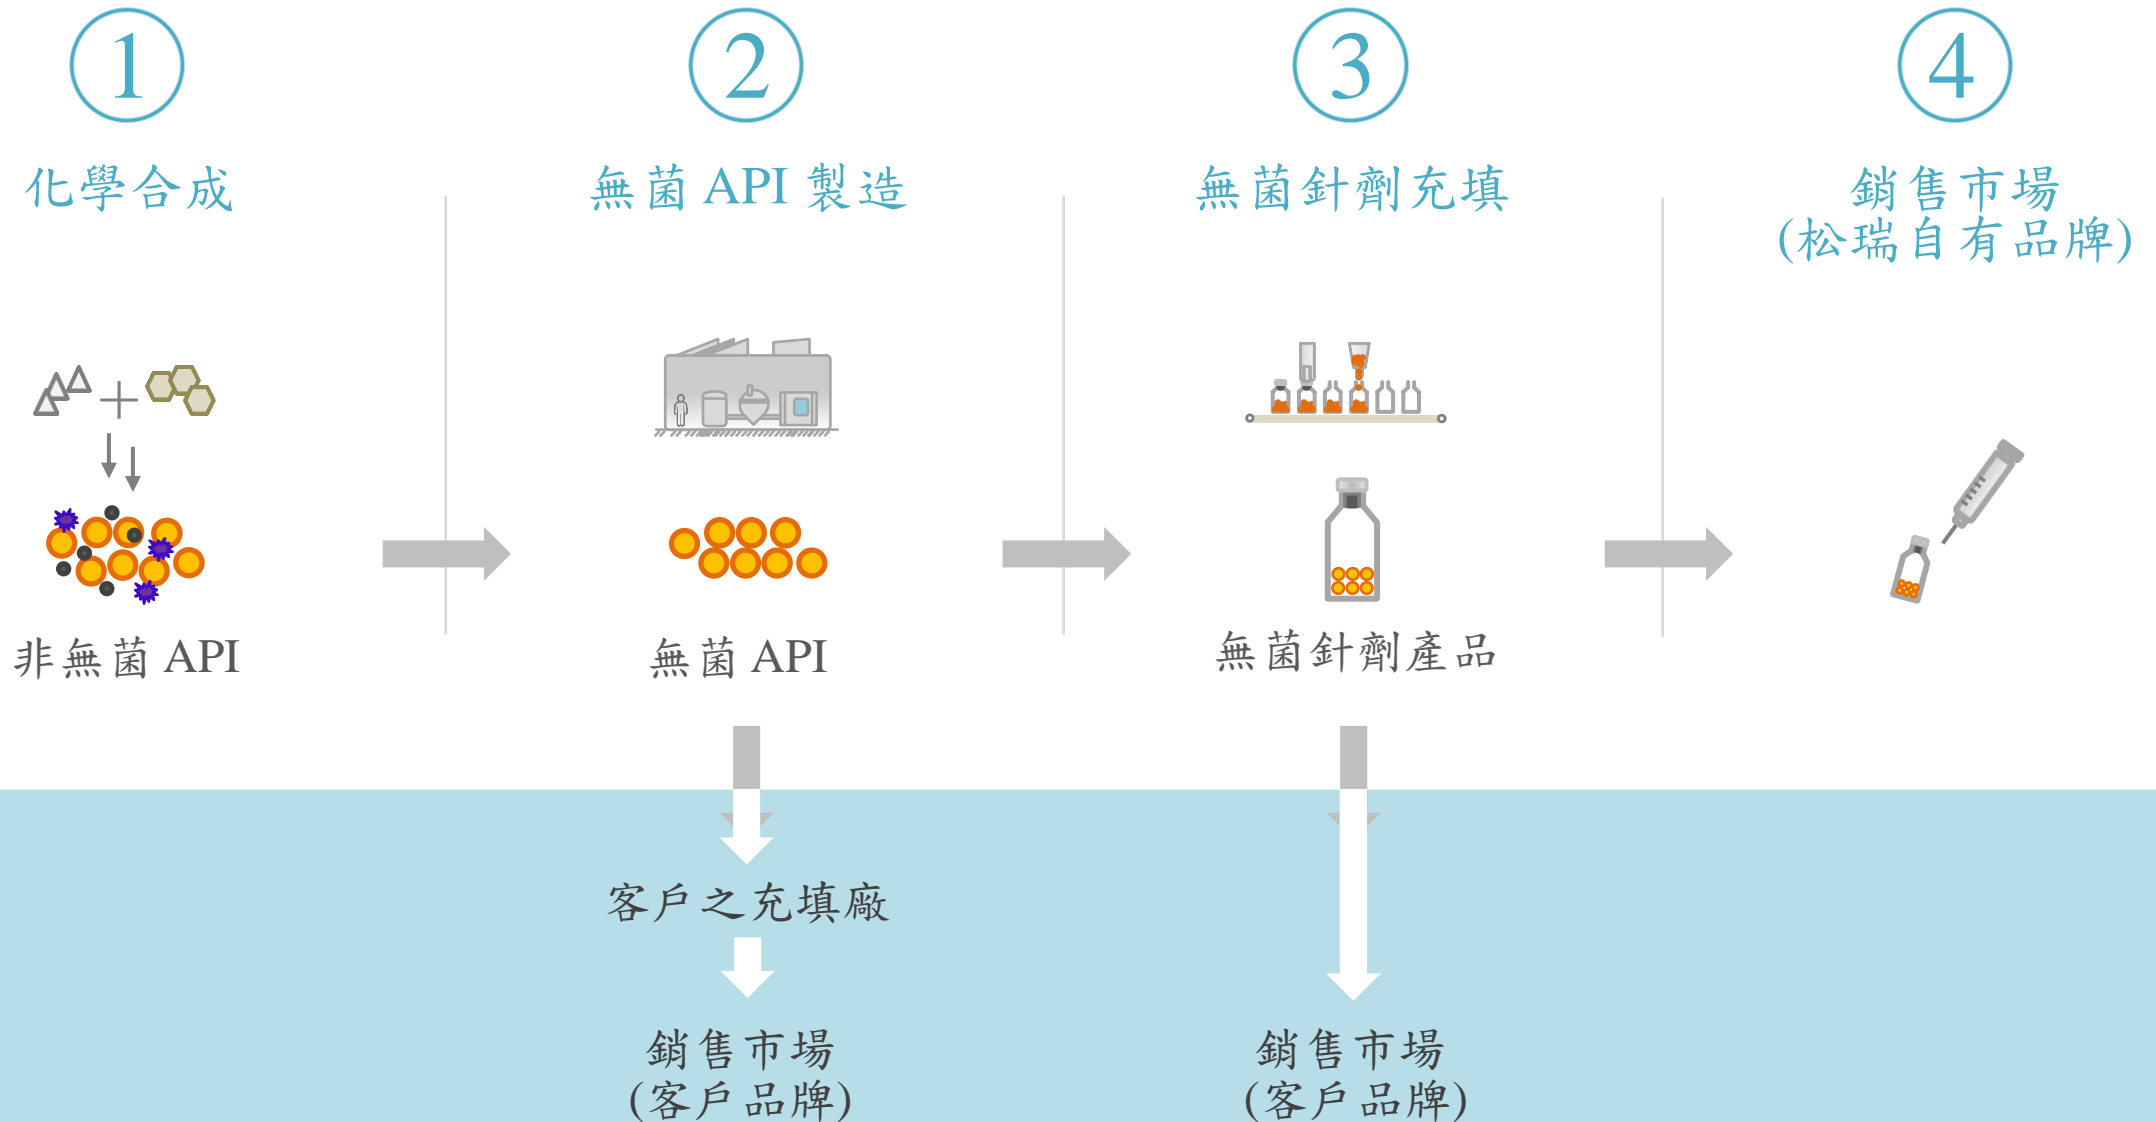 1
化學合成
非無菌 API
2
無菌 API 製造
無菌 API
3
無菌針劑充填
無菌針劑產品
4
銷售市場
(松瑞自有品牌)
客戶之充填廠
銷售市場
(客戶品牌)
銷售市場
(客戶品牌)